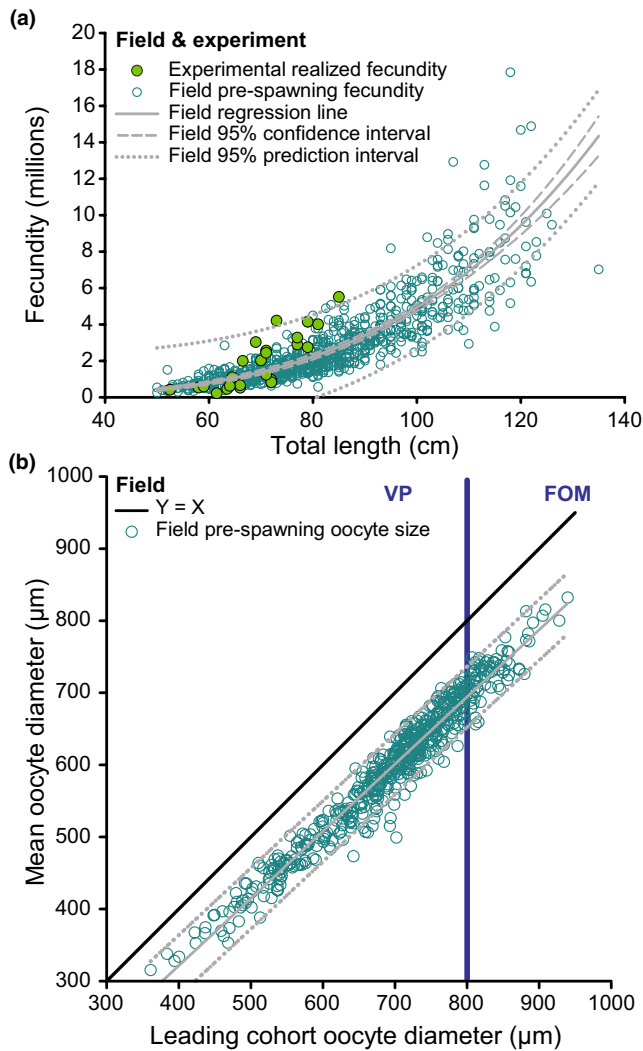 (a)
Field & experiment
Experimental realized fecundity
Field pre-spawning fecundity
Field regression line
Field 95% confidence interval
Field 95% prediction interval
20
18
16
14
12
10
8
6
4
2
0
Fecundity (millions)
40 60 80 100 120 140
Total length (cm)
(b)
Field
Y = X
Field pre-spawning oocyte size
VP FOM
1000
900
800
700
600
500
400
300
Mean oocyte diameter (µm)
300 400 500 600 700 800 900 1000
Leading cohort oocyte diameter (µm)